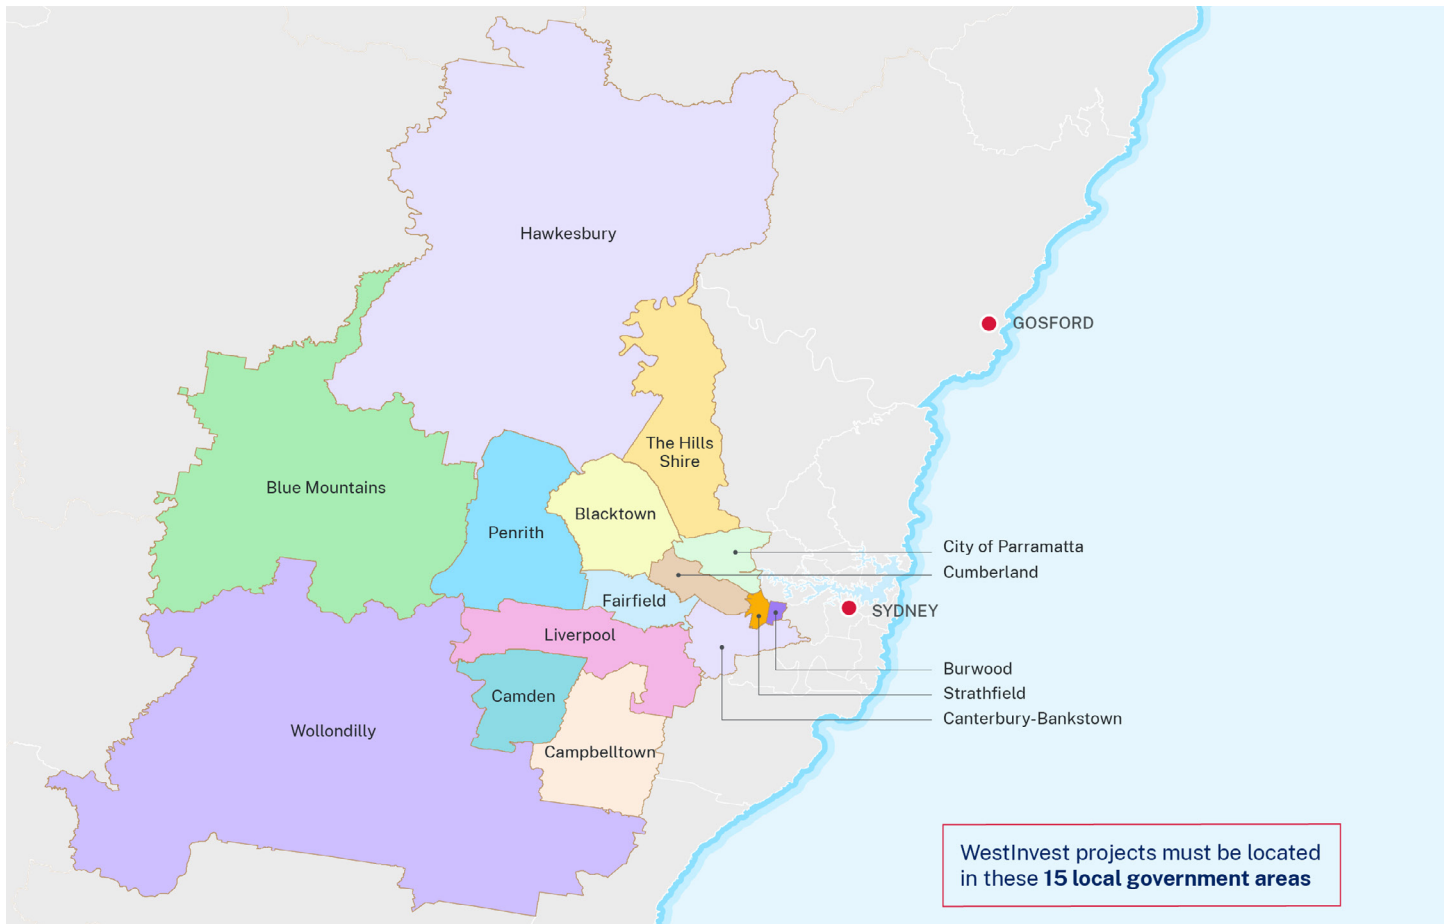 Hawkesbury
GOSFORD
The Hills
Shire
Blue Mountains
Blacktown
Penrith
City of Parramatta
Cumberland
Fairfield
SYDNEY
Liverpool
Burwood
Strathfield
Camden
Canterbury-Bankstown
Wollondilly
Campbelltown
WestInvest projects must be located
in these 15 local government areas